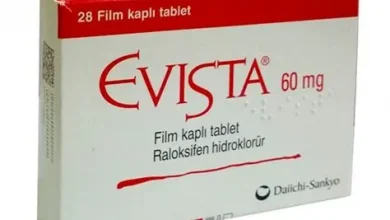 28 Film kaplı tablet
EVISTA® 60 mg
Film kaplı tablet
Raloksifen hidroklorür
Daiichi-Sankyo